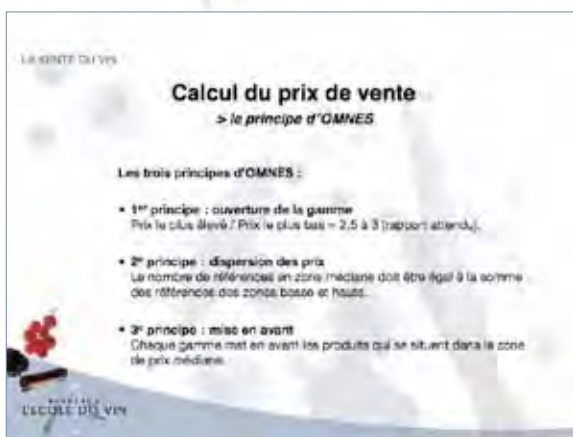 LA VENTE DU VIN
Calcul du prix de vente
> le principe d'OMNES
Les trois principes d'OMNES :
• 1er principe : ouverture de la gamme
Prix le plus élevé / Prix le plus bas = 2,5 à 3 (rapport attendu).
• 2e principe : dispersion des prix
Le nombre de références en zone médiane doit être égal à la somme
des références des zones basse et haute.
• 3e principe : mise en avant
Chaque gamme met en avant les produits qui se situent dans la zone
de prix médiane.
BORDEAUX
L'ECOLE DU VIN